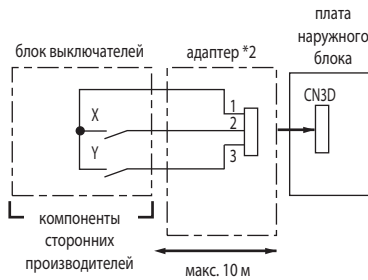 плата
наружного
блока
блок выключателей
адаптер *2
CN3D
X
1
2
Y
3
компоненты
сторонних
производителей
макс. 10 м